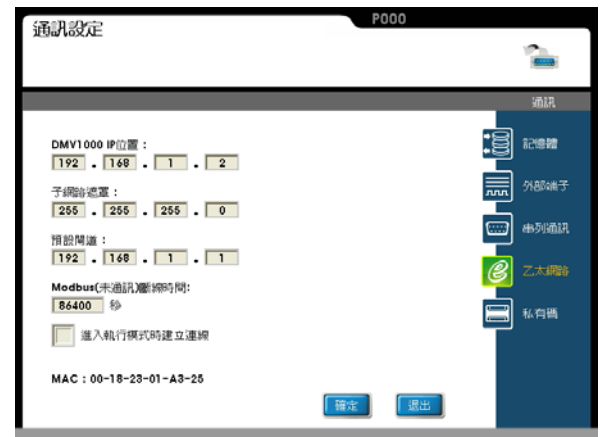 通訊設定
P000
通訊
DMV1000 IP位置：
192 . 168 . 1 . 2
子網路遮罩：
255 . 255 . 255 . 0
預設閘道：
192 . 168 . 1 . 1
Modbus(未通訊)斷線時間:
86400 秒
進入執行模式時建立連線
MAC : 00-18-23-01-A3-25
確定
退出
記憶體
外部端子
串列通訊
乙太網路
私有碼